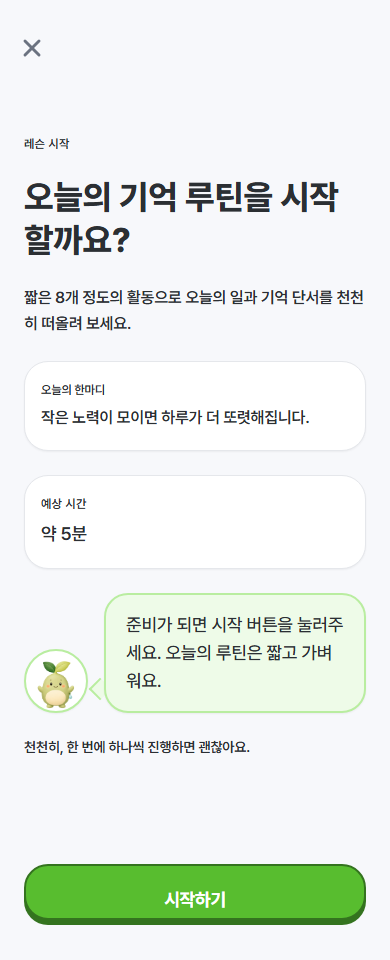 레슨 시작
오늘의 기억 루틴을 시작
할까요?
짧은 8개 정도의 활동으로 오늘의 일과 기억 단서를 천천
히 떠올려 보세요.
오늘의 한마디
작은 노력이 모이면 하루가 더 또렷해집니다.
예상 시간
약 5분
준비가 되면 시작 버튼을 눌러주
세요. 오늘의 루틴은 짧고 가벼
워요.
천천히, 한 번에 하나씩 진행하면 괜찮아요.
시작하기